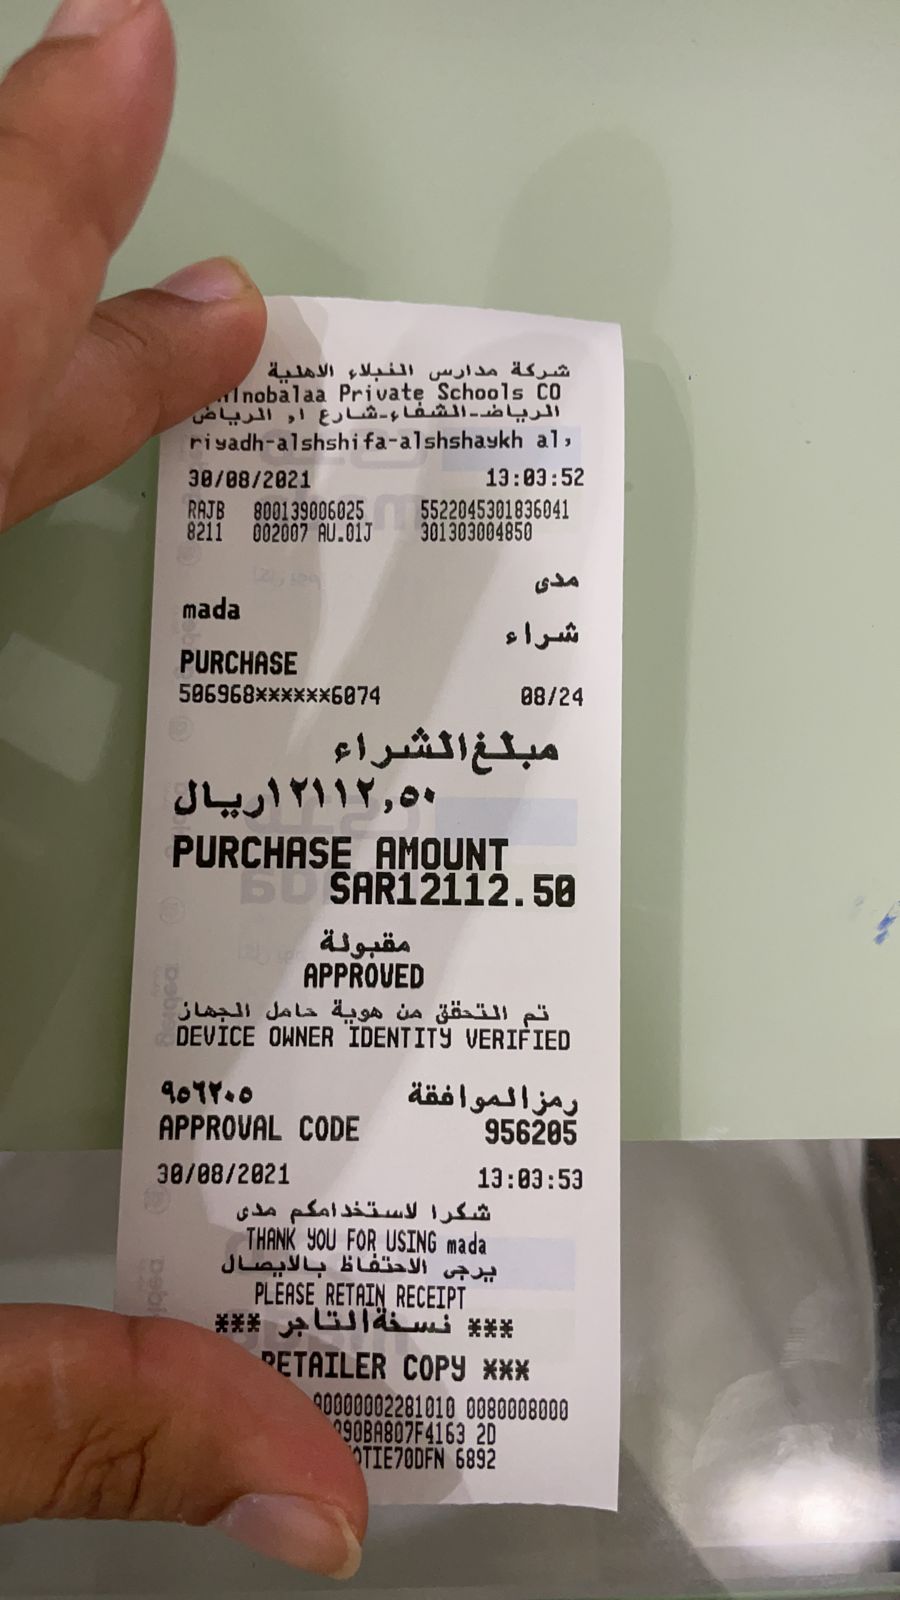 شركة مدارس النبلاء الاهلية
lnobalaa Private Schools CO
الرياض-الشفاء-شارع ا, الرياض
riyadh-alshshifa-alshshaykh al,
30/08/2021 13:03:52
RAJB 800139006025 5522045301836041
8211 002007 AU.01J 301303004850
مدى
mada
شراء
PURCHASE
506968******6074 08/24
مبلغ الشراء
١٢١١٢,٥٠ ريال
PURCHASE AMOUNT
SAR12112.50
مقبولة
APPROVED
تم التحقق من هوية حامل الجهاز
DEVICE OWNER IDENTITY VERIFIED
رمز الموافقة ٩٥٦٢٠٥
APPROVAL CODE 956205
30/08/2021 13:03:53
شكرا لاستخدامكم مدى
THANK YOU FOR USING mada
يرجى الاحتفاظ بالايصال
PLEASE RETAIN RECEIPT
*** نسخة التاجر ***
RETAILER COPY ***
A0000002281010 0080008000
090BA807F4163 2D
OTIE70DFN 6892